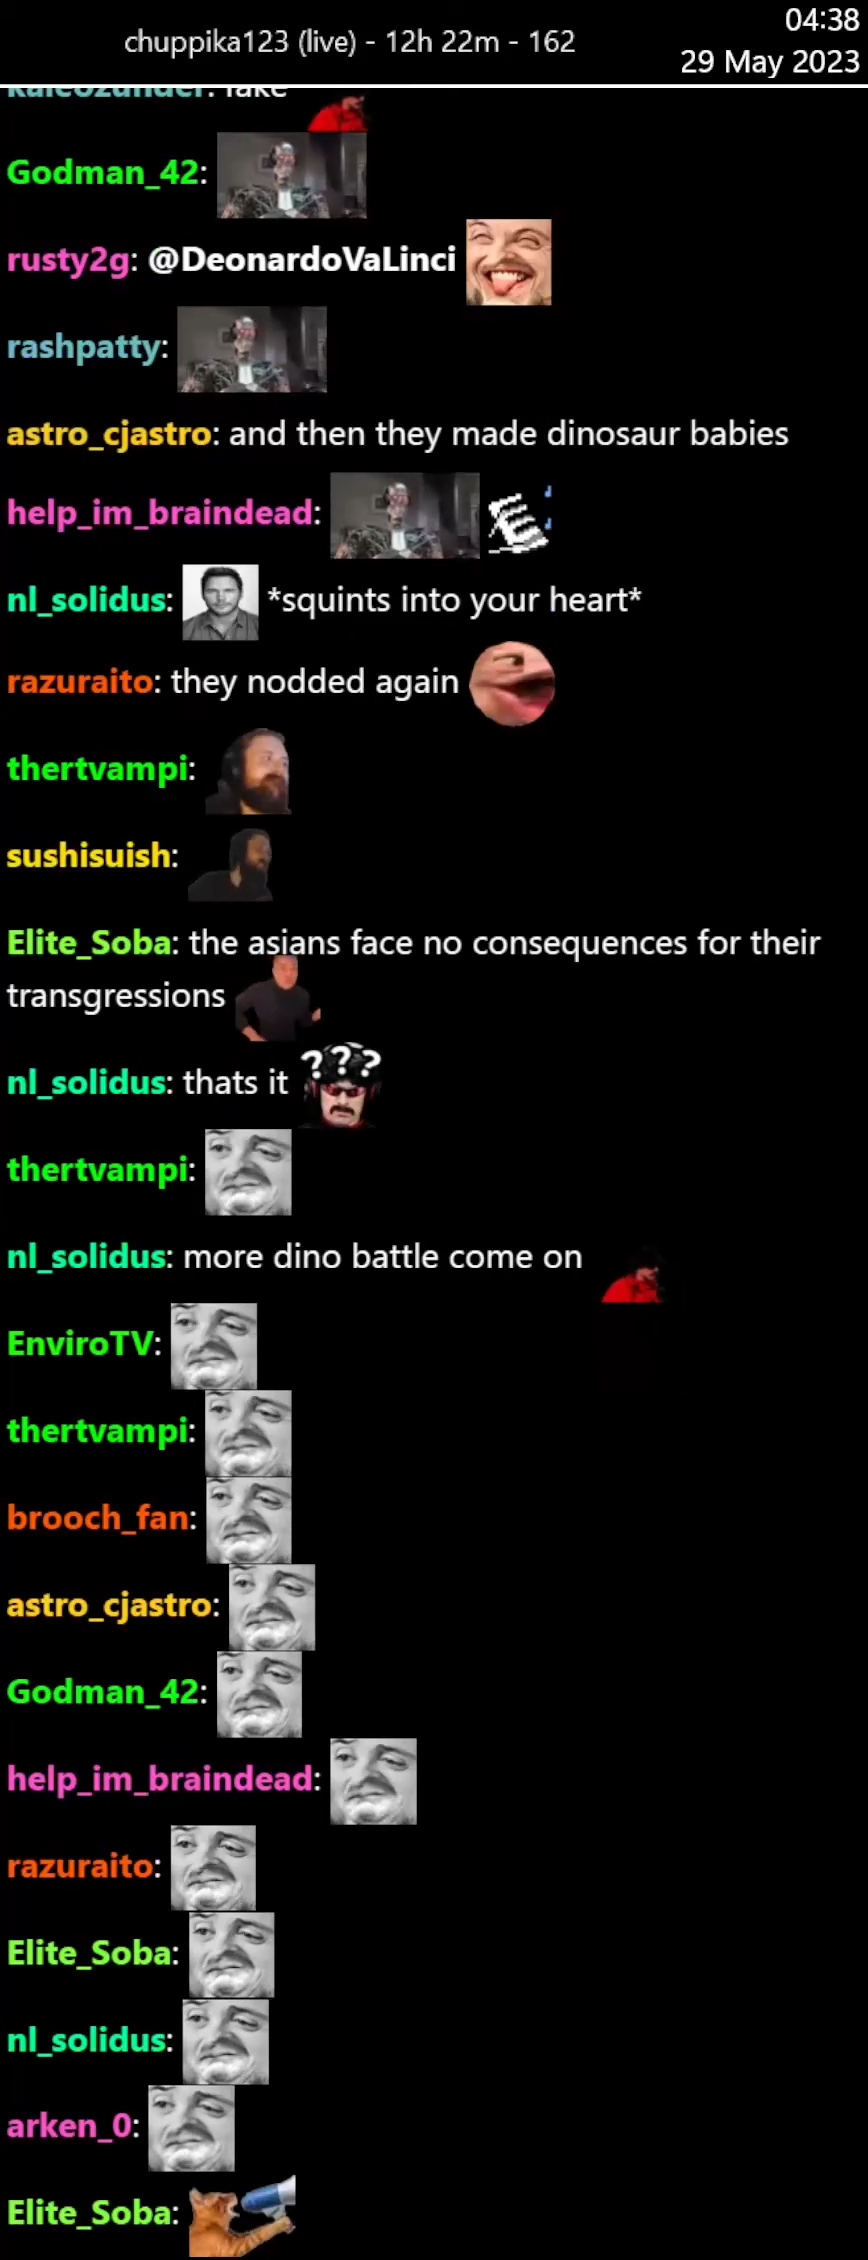 04:38
chuppika123 (live) - 12h 22m - 162
29 May 2023
kaleozunder: fake
Godman_42:
rusty2g: @DeonardoVaLinci
rashpatty:
astro_cjastro: and then they made dinosaur babies
help_im_braindead:
nl_solidus: *squints into your heart*
razuraito: they nodded again
thertvampi:
sushisuish:
Elite_Soba: the asians face no consequences for their
transgressions
nl_solidus: thats it ???
thertvampi:
nl_solidus: more dino battle come on
EnviroTV:
thertvampi:
brooch_fan:
astro_cjastro:
Godman_42:
help_im_braindead:
razuraito:
Elite_Soba:
nl_solidus:
arken_0:
Elite_Soba: